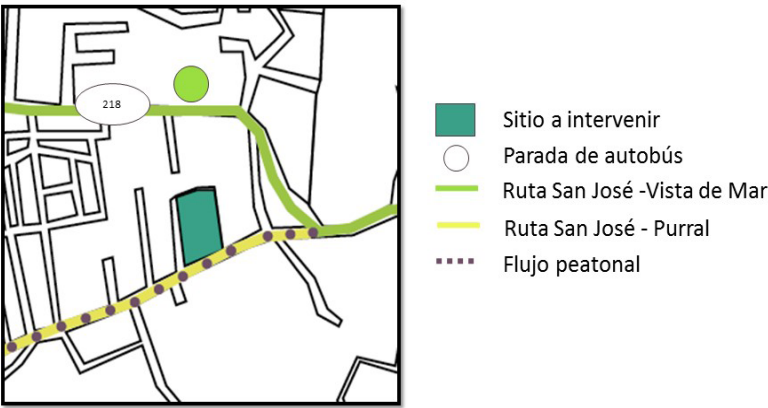 218
Sitio a intervenir
Parada de autobús
Ruta San José -Vista de Mar
Ruta San José - Purral
Flujo peatonal